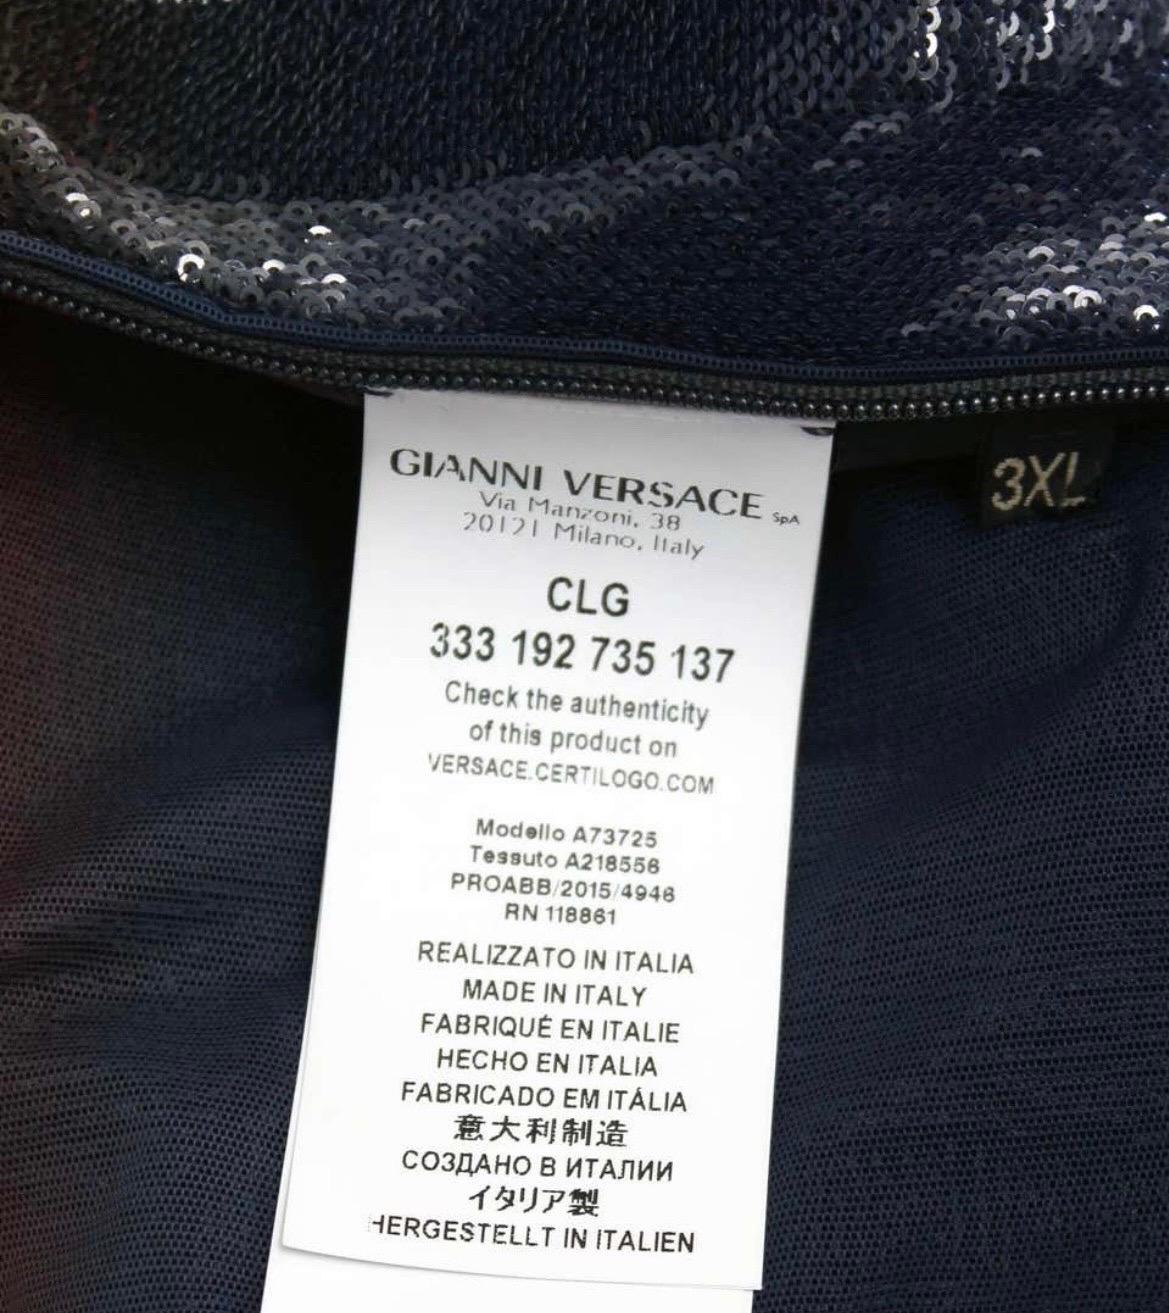 GIANNI VERSACE SpA
Via Manzoni, 38
20121 Milano, Italy
CLG
333 192 735 137
Check the authenticity
of this product on
VERSACE.CERTILOGO.COM
Modello A73725
Tessuto A218556
PROABB/2015/4946
RN 118861
REALIZZATO IN ITALIA
MADE IN ITALY
FABRIQUÉ EN ITALIE
HECHO EN ITALIA
FABRICADO EM ITÁLIA
意大利制造
СОЗДАНО В ИТАЛИИ
イタリア製
HERGESTELLT IN ITALIEN
3XL